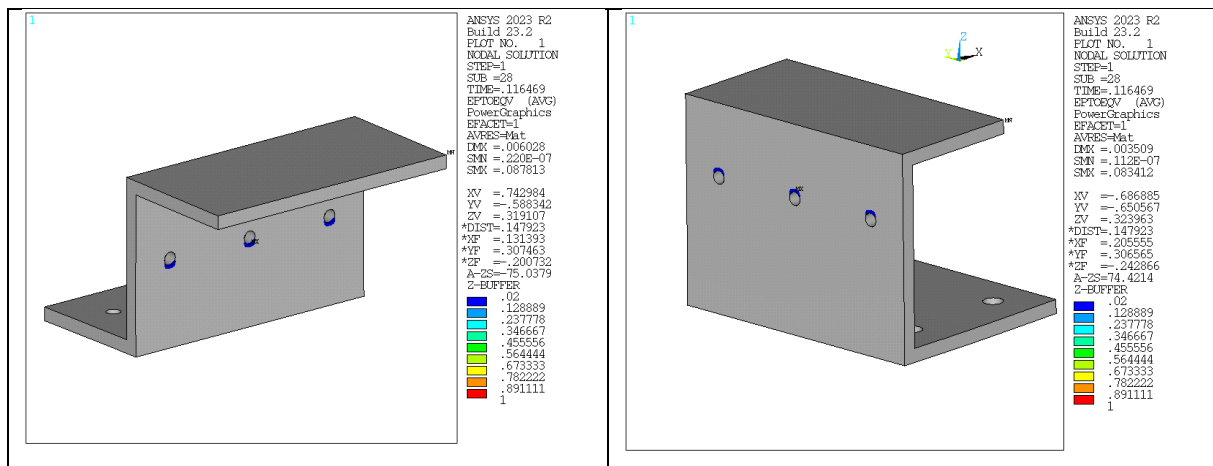 1
ANSYS 2023 R2
Build 23.2
PLOT NO. 1
NODAL SOLUTION
STEP=1
SUB =28
TIME=.116469
EPTOEQV (AVG)
PowerGraphics
EFACET=1
AVRES=Mat
DMX =.006028
SMN =.220E-07
SMX =.087813
XV =.742984
YV =-.588342
ZV =.319107
*DIST=.147923
*XF =.131393
*YF =.307463
*ZF =-.200732
A-ZS=-75.0379
Z-BUFFER
.02
.128889
.237778
.346667
.455556
.564444
.673333
.782222
.891111
1
MN
MX
1
ANSYS 2023 R2
Build 23.2
PLOT NO. 1
NODAL SOLUTION
STEP=1
SUB =28
TIME=.116469
EPTOEQV (AVG)
PowerGraphics
EFACET=1
AVRES=Mat
DMX =.003509
SMN =.112E-07
SMX =.083412
XV =-.686885
YV =-.650567
ZV =.323963
*DIST=.147923
*XF =.205555
*YF =.306565
*ZF =-.242866
A-ZS=74.4214
Z-BUFFER
.02
.128889
.237778
.346667
.455556
.564444
.673333
.782222
.891111
1
Z
Y
X
MN
MX